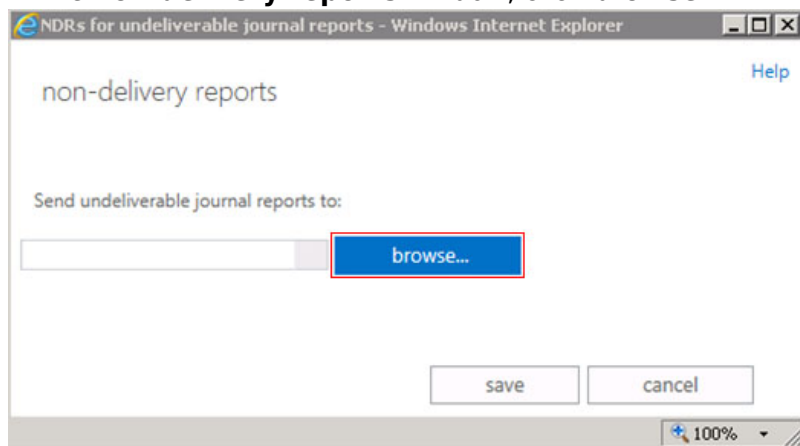 NDRs for undeliverable journal reports - Windows Internet Explorer
Help
non-delivery reports
Send undeliverable journal reports to:
browse...
save
cancel
100%